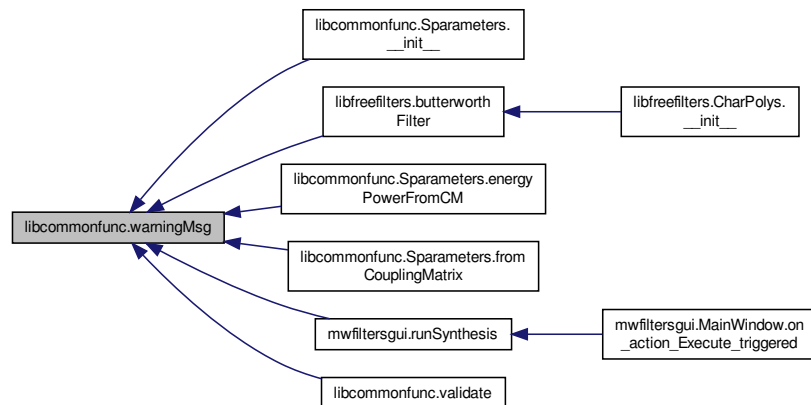 libcommonfunc.Sparameters.
__init__
libfreefilters.butterworth
Filter
libfreefilters.CharPolys.
__init__
libcommonfunc.Sparameters.energy
PowerFromCM
libcommonfunc.warningMsg
libcommonfunc.Sparameters.from
CouplingMatrix
mwfiltersgui.runSynthesis
mwfiltersgui.MainWindow.on
_action_Execute_triggered
libcommonfunc.validate